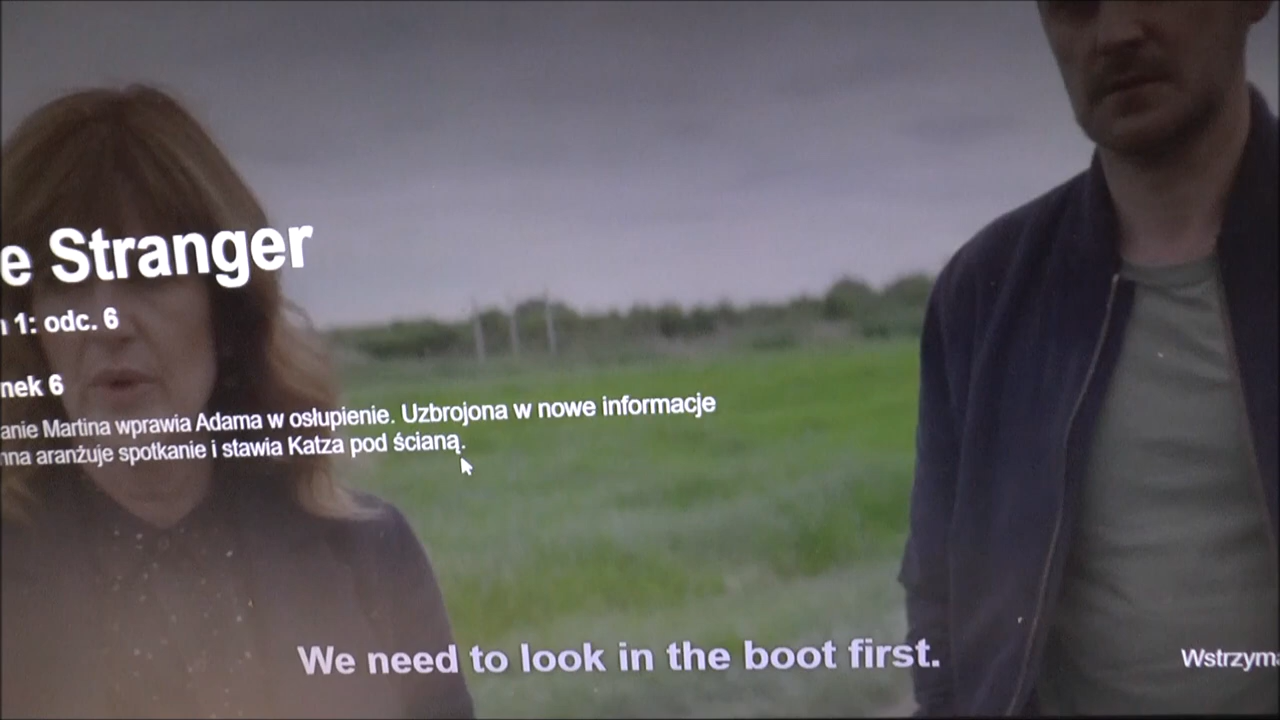 e Stranger
1: odc. 6
nek 6
anie Martina wprawia Adama w osłupienie. Uzbrojona w nowe informacje
nna aranżuje spotkanie i stawia Katza pod ścianą.
We need to look in the boot first.
Wstrzym